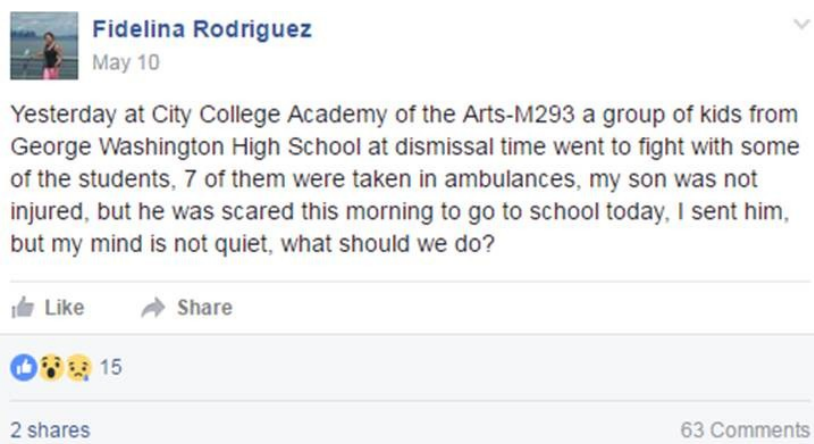 Fidelina Rodriguez
May 10
Yesterday at City College Academy of the Arts-M293 a group of kids from
George Washington High School at dismissal time went to fight with some
of the students, 7 of them were taken in ambulances, my son was not
injured, but he was scared this morning to go to school today, I sent him,
but my mind is not quiet, what should we do?
Like Share
15
2 shares 63 Comments